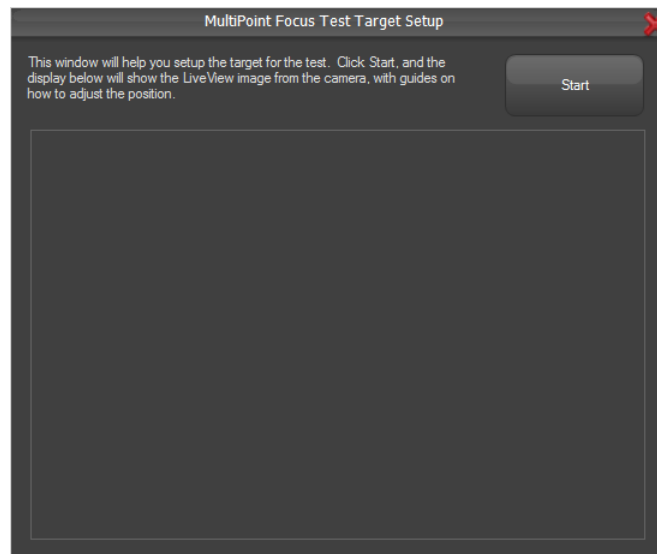 MultiPoint Focus Test Target Setup
This window will help you setup the target for the test.  Click Start, and the
display below will show the LiveView image from the camera, with guides on
how to adjust the position.
Start